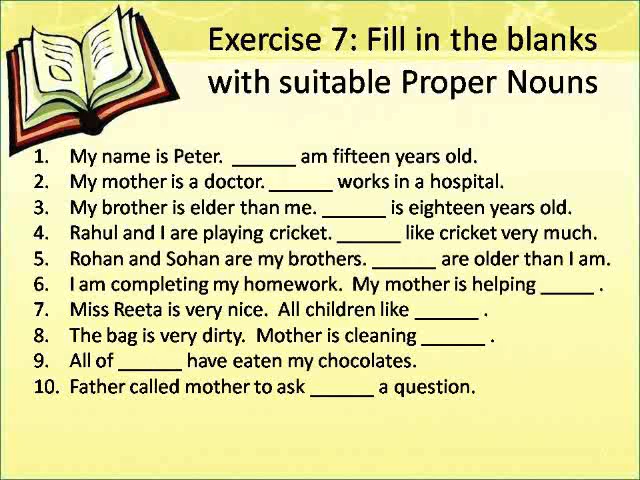 Exercise 7: Fill in the blanks
with suitable Proper Nouns
1. My name is Peter. ______ am fifteen years old.
2. My mother is a doctor. ______ works in a hospital.
3. My brother is elder than me. ______ is eighteen years old.
4. Rahul and I are playing cricket. ______ like cricket very much.
5. Rohan and Sohan are my brothers. ______ are older than I am.
6. I am completing my homework. My mother is helping _____ .
7. Miss Reeta is very nice. All children like ______ .
8. The bag is very dirty. Mother is cleaning ______ .
9. All of ______ have eaten my chocolates.
10. Father called mother to ask ______ a question.